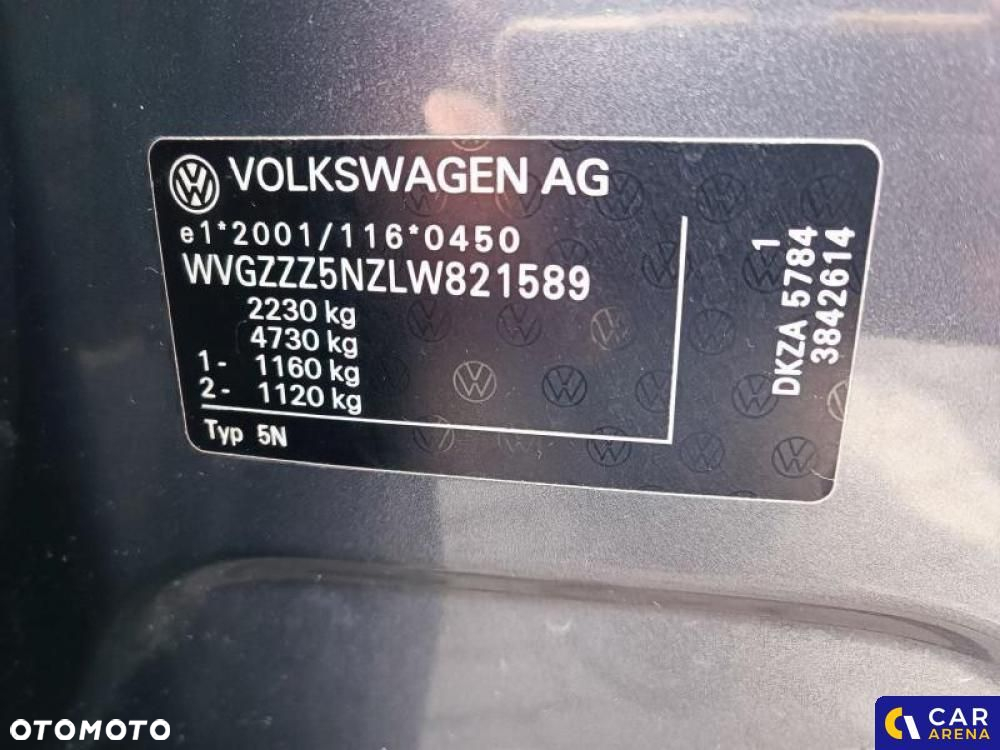 VOLKSWAGEN AG
e1*2001/116*0450
WVGZZZ5NZLW821589
2230 kg
4730 kg
1- 1160 kg
2- 1120 kg
Typ 5N
1
DKZA 5784
3842614
OTOMOTO
CAR
ARENA